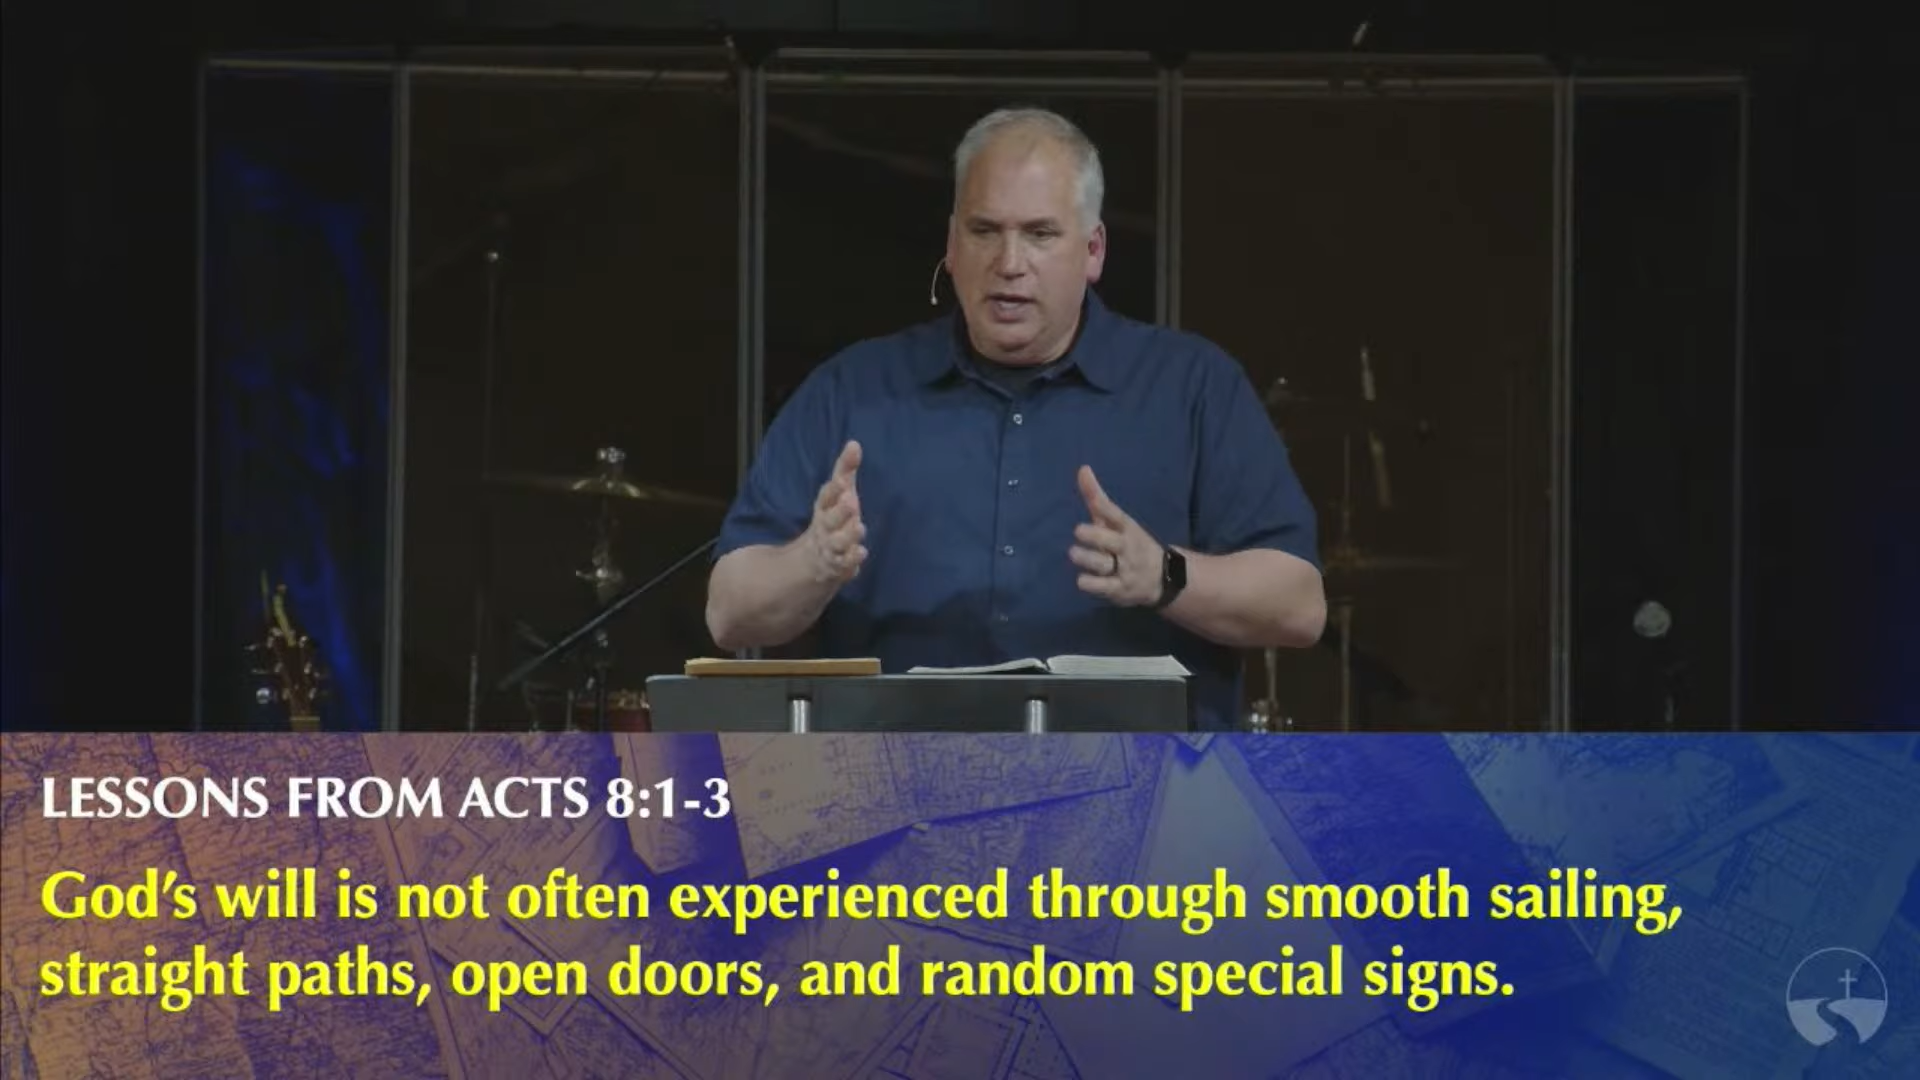 LESSONS FROM ACTS 8:1-3
God's will is not often experienced through smooth sailing,
straight paths, open doors, and random special signs.